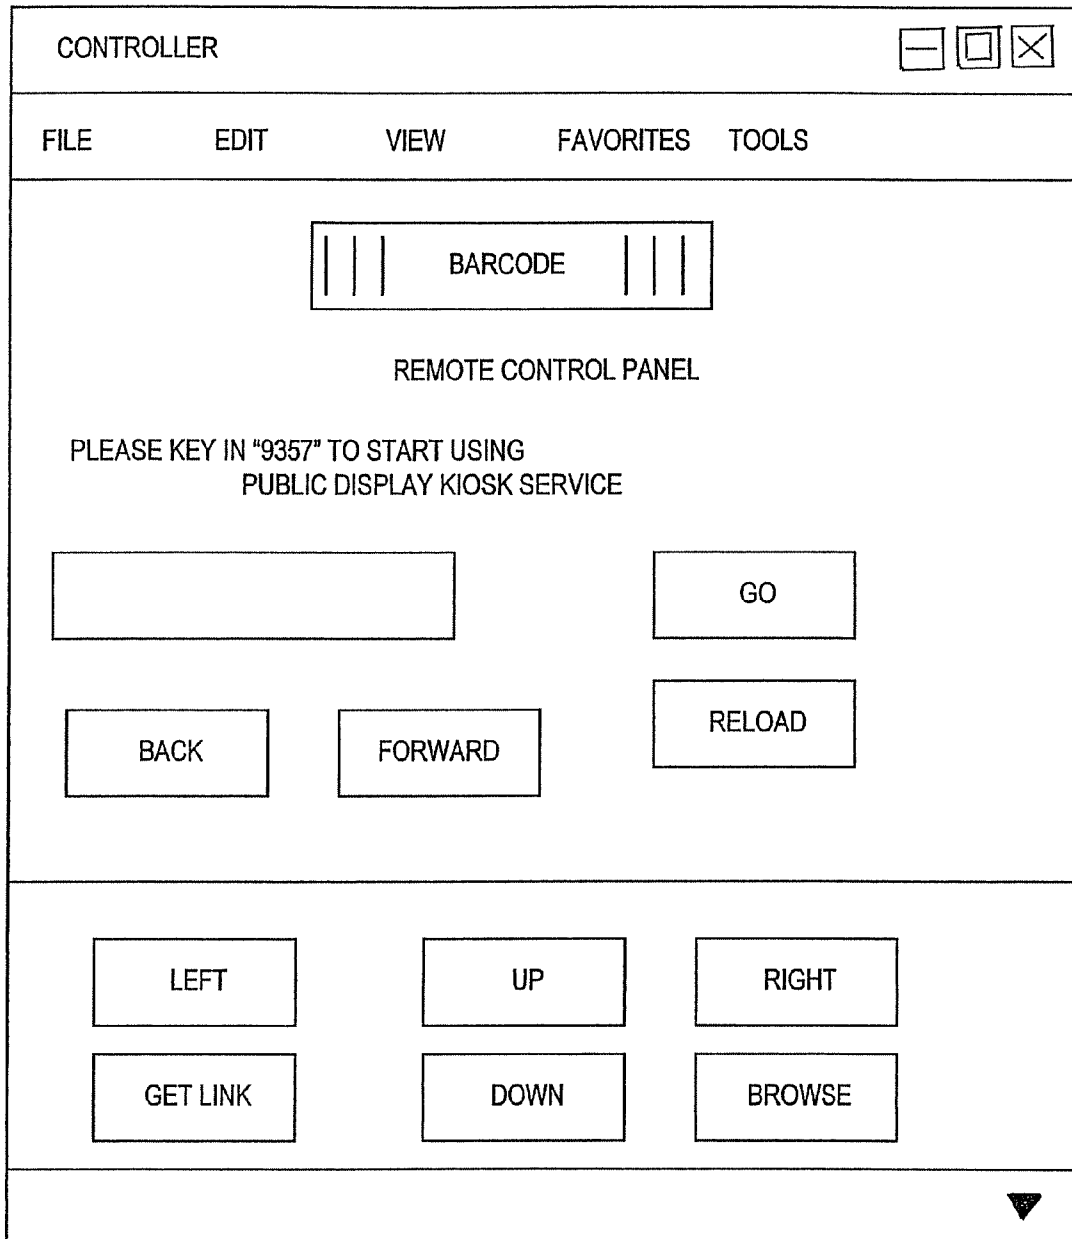 CONTROLLER
FILE EDIT VIEW FAVORITES TOOLS
BARCODE
REMOTE CONTROL PANEL
PLEASE KEY IN "9357" TO START USING
PUBLIC DISPLAY KIOSK SERVICE
GO
RELOAD
BACK FORWARD
LEFT UP RIGHT
GET LINK DOWN BROWSE